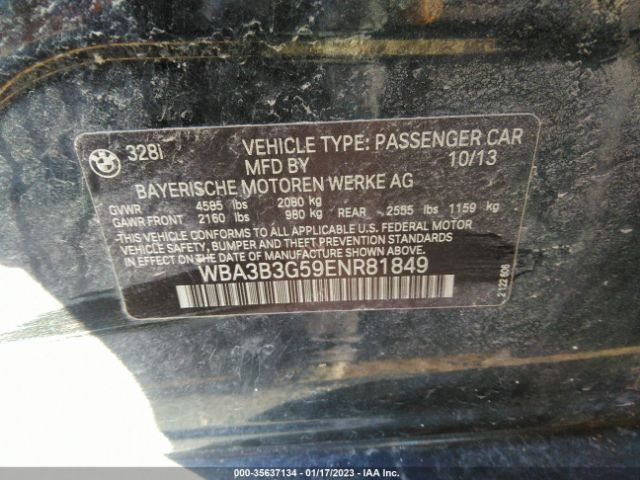 BMW
328i VEHICLE TYPE: PASSENGER CAR
MFD BY 10/13
BAYERISCHE MOTOREN WERKE AG
GVWR 4585 lbs 2080 kg
GAWR FRONT 2160 lbs 980 kg REAR 2555 lbs 1159 kg
THIS VEHICLE CONFORMS TO ALL APPLICABLE U.S. FEDERAL MOTOR
VEHICLE SAFETY, BUMPER AND THEFT PREVENTION STANDARDS
IN EFFECT ON THE DATE OF MANUFACTURE SHOWN ABOVE.
WBA3B3G59ENR81849
000-35637134 - 01/17/2023 - IAA Inc.